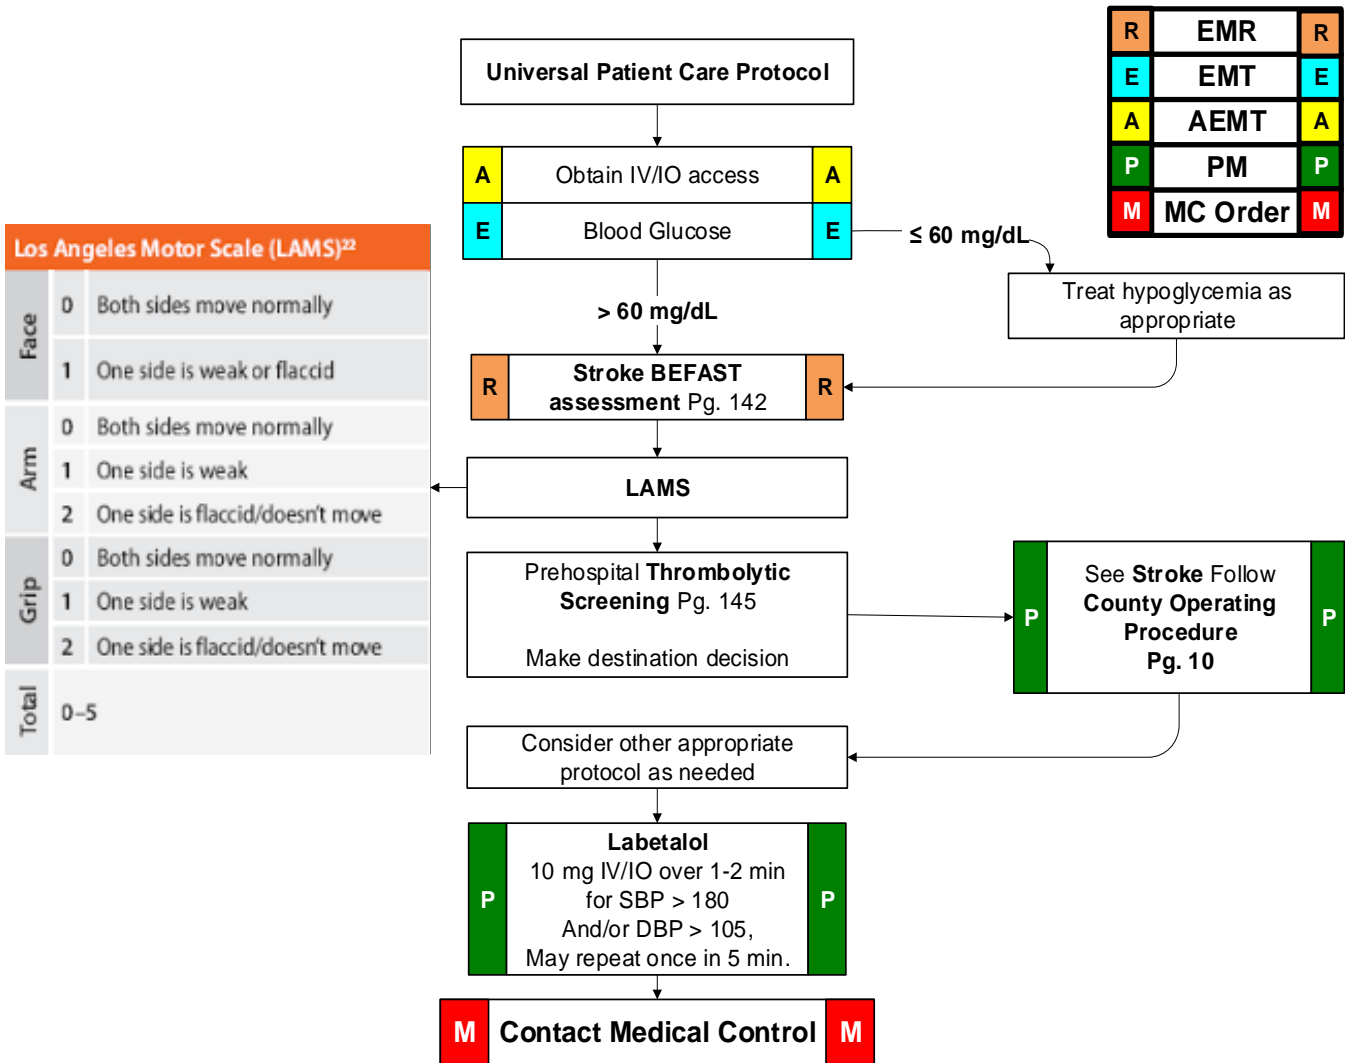 Universal Patient Care Protocol
R EMR R
E EMT E
A AEMT A
P PM P
M MC Order M
A Obtain IV/IO access A
E Blood Glucose E
≤ 60 mg/dL
Treat hypoglycemia as
appropriate
> 60 mg/dL
R Stroke BEFAST R
assessment Pg. 142
LAMS
Los Angeles Motor Scale (LAMS)²²
Face
0 Both sides move normally
1 One side is weak or flaccid
Arm
0 Both sides move normally
1 One side is weak
2 One side is flaccid/doesn't move
Grip
0 Both sides move normally
1 One side is weak
2 One side is flaccid/doesn't move
Total
0–5
Prehospital Thrombolytic
Screening Pg. 145
Make destination decision
P P
See Stroke Follow
County Operating
Procedure
Pg. 10
Consider other appropriate
protocol as needed
P P
Labetalol
10 mg IV/IO over 1-2 min
for SBP > 180
And/or DBP > 105,
May repeat once in 5 min.
M Contact Medical Control M